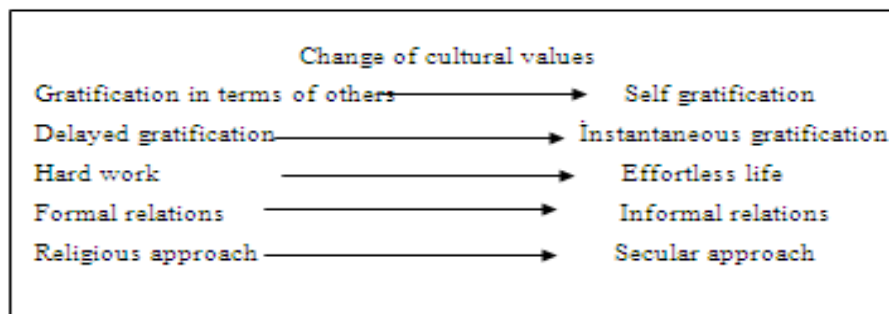 Change of cultural values
Gratification in terms of others Self gratification
Delayed gratification İnstantaneous gratification
Hard work Effortless life
Formal relations Informal relations
Religious approach Secular approach